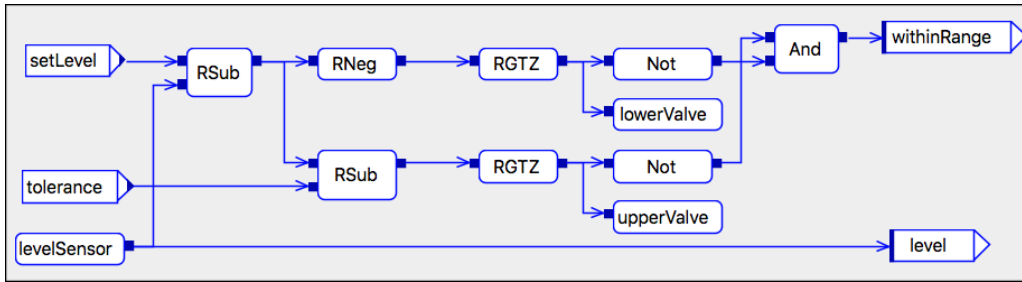 setLevel
RSub
RNeg
RGTZ
Not
And
withinRange
lowerValve
tolerance
RSub
RGTZ
Not
upperValve
levelSensor
level